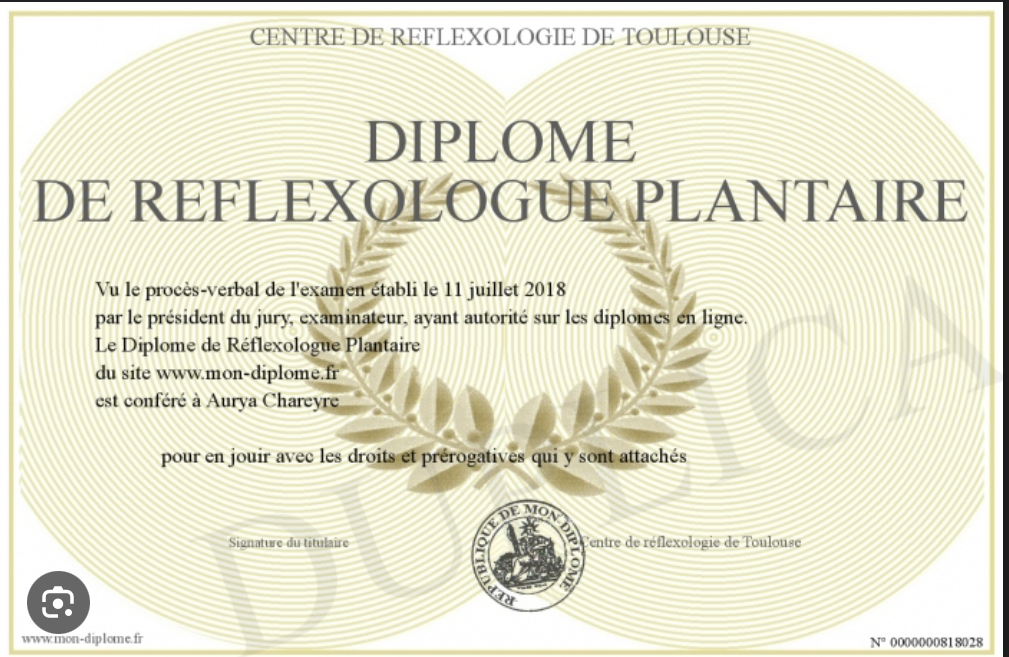 CENTRE DE REFLEXOLOGIE DE TOULOUSE
DIPLOME
DE REFLEXOLOGUE PLANTAIRE
Vu le procès-verbal de l'examen établi le 11 juillet 2018
par le président du jury, examinateur, ayant autorité sur les diplomes en ligne.
Le Diplome de Réflexologue Plantaire
du site www.mon-diplome.fr
est conféré à Aurya Chareyre
pour en jouir avec les droits et prérogatives qui y sont attachés
Signature du titulaire
REPUBLIQUE DE MON-DIPLOME.FR
Centre de réflexologie de Toulouse
DUPLICATA
www.mon-diplome.fr
N° 0000000818028